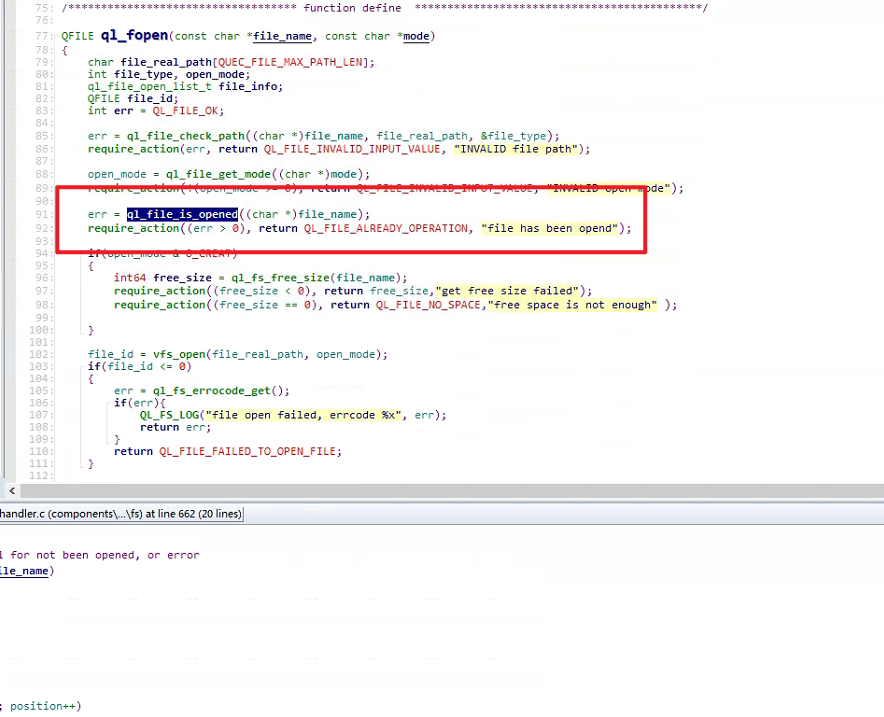 75: /*********************************** function define ********************************************/
76:
77: QFILE ql_fopen(const char *file_name, const char *mode)
78: {
79: char file_real_path[QUEC_FILE_MAX_PATH_LEN];
80: int file_type, open_mode;
81: ql_file_open_list_t file_info;
82: QFILE file_id;
83: int err = QL_FILE_OK;
84:
85: err = ql_file_check_path((char *)file_name, file_real_path, &file_type);
86: require_action(err, return QL_FILE_INVALID_INPUT_VALUE, "INVALID file path");
87:
88: open_mode = ql_file_get_mode((char *)mode);
89: require_action(!(open_mode >= 0), return QL_FILE_INVALID_INPUT_VALUE, "INVALID open mode");
90:
91: err = ql_file_is_opened((char *)file_name);
92: require_action((err > 0), return QL_FILE_ALREADY_OPERATION, "file has been opend");
93:
94: if(open_mode & O_CREAT)
95: {
96: int64 free_size = ql_fs_free_size(file_name);
97: require_action((free_size < 0), return free_size,"get free size failed");
98: require_action((free_size == 0), return QL_FILE_NO_SPACE,"free space is not enough" );
99:
100: }
101:
102: file_id = vfs_open(file_real_path, open_mode);
103: if(file_id <= 0)
104: {
105: err = ql_fs_errocode_get();
106: if(err){
107: QL_FS_LOG("file open failed, errcode %x", err);
108: return err;
109: }
110: return QL_FILE_FAILED_TO_OPEN_FILE;
111: }
112:
handler.c (components\...\fs) at line 662 (20 lines)
l for not been opened, or error
ile_name)
; position++)